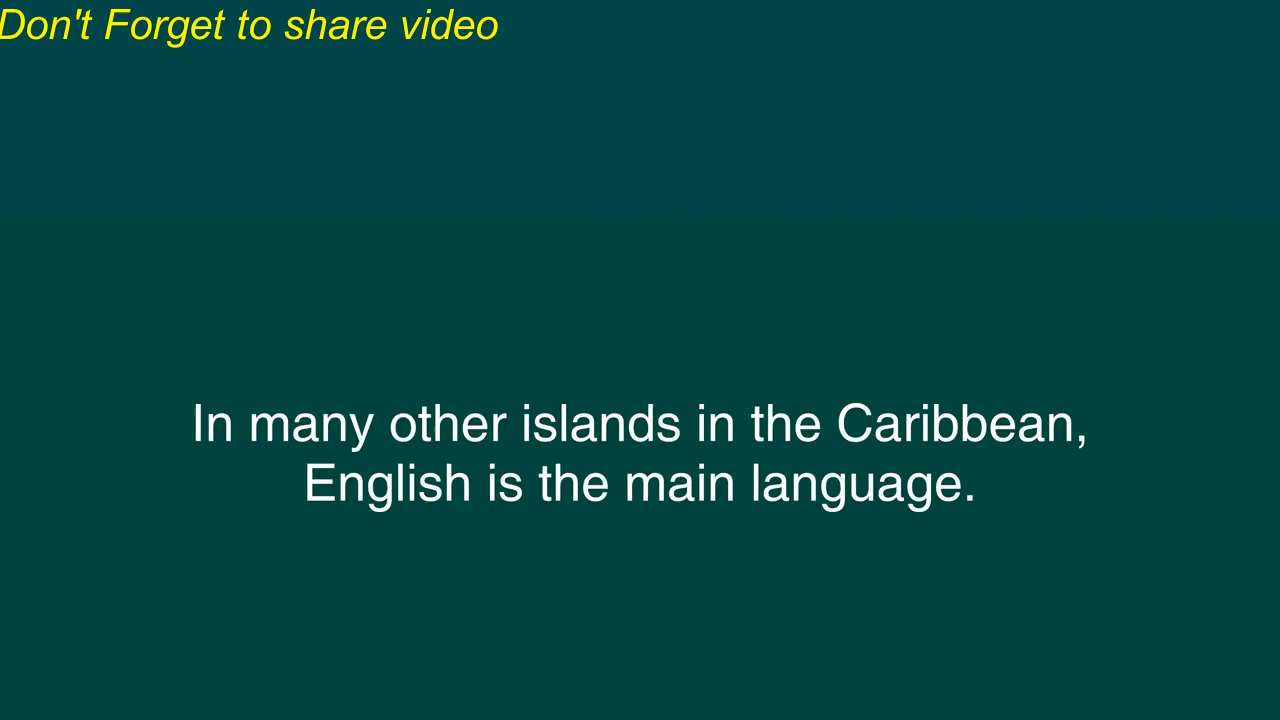 Don't Forget to share video
In many other islands in the Caribbean,
English is the main language.